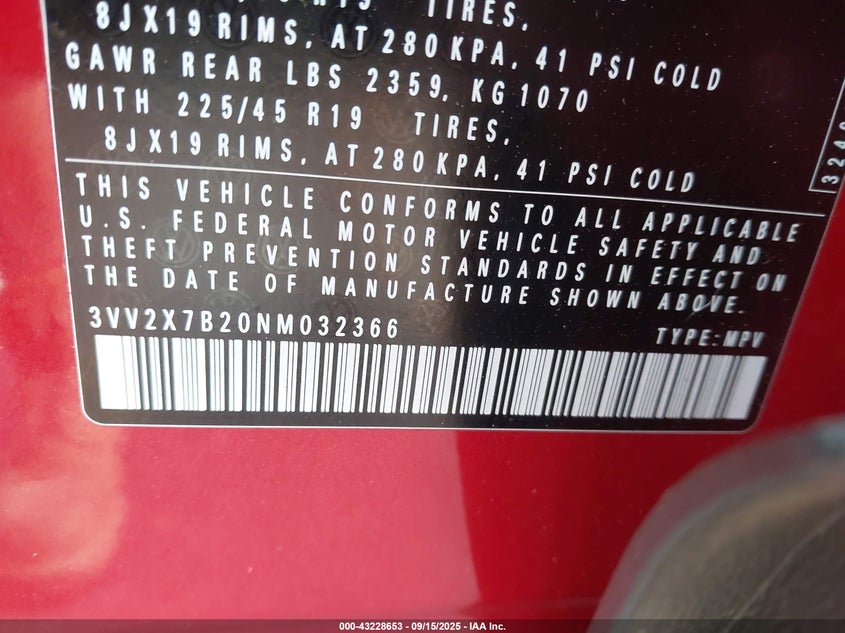 TIRES,
8JX19 RIMS, AT 280 KPA, 41 PSI COLD
GAWR REAR LBS 2359, KG 1070
WITH 225/45 R19 TIRES,
8JX19 RIMS, AT 280 KPA, 41 PSI COLD
THIS VEHICLE CONFORMS TO ALL APPLICABLE
U.S. FEDERAL MOTOR VEHICLE SAFETY AND
THEFT PREVENTION STANDARDS IN EFFECT ON
THE DATE OF MANUFACTURE SHOWN ABOVE.
3VV2X7B20NM032366 TYPE:MPV
000-43228653 - 09/15/2025 - IAA Inc.